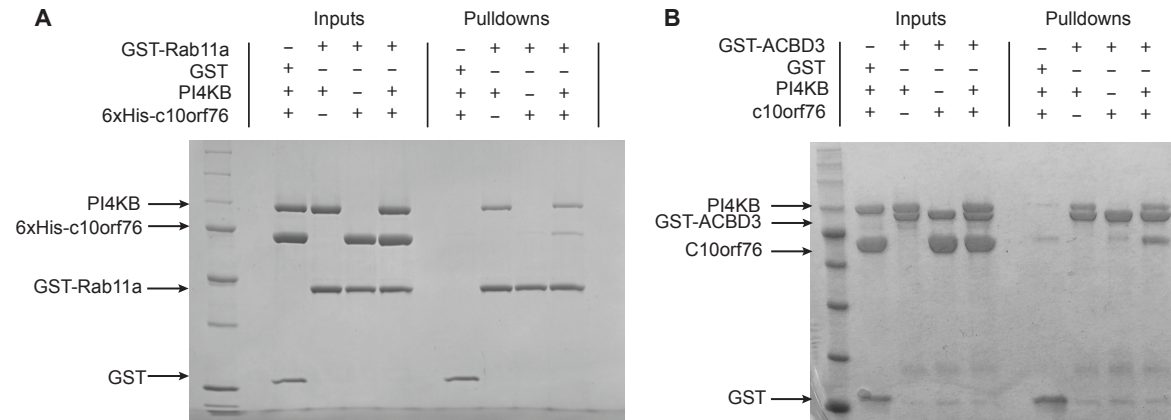 A
Inputs Pulldowns
GST-Rab11a – + + + – + + +
GST + – – – + – – –
PI4KB + + – + + + – +
6xHis-c10orf76 + – + + + – + +
PI4KB
6xHis-c10orf76
GST-Rab11a
GST
B
Inputs Pulldowns
GST-ACBD3 – + + + – + + +
GST + – – – + – – –
PI4KB + + – + + + – +
c10orf76 + – + + + – + +
PI4KB
GST-ACBD3
C10orf76
GST